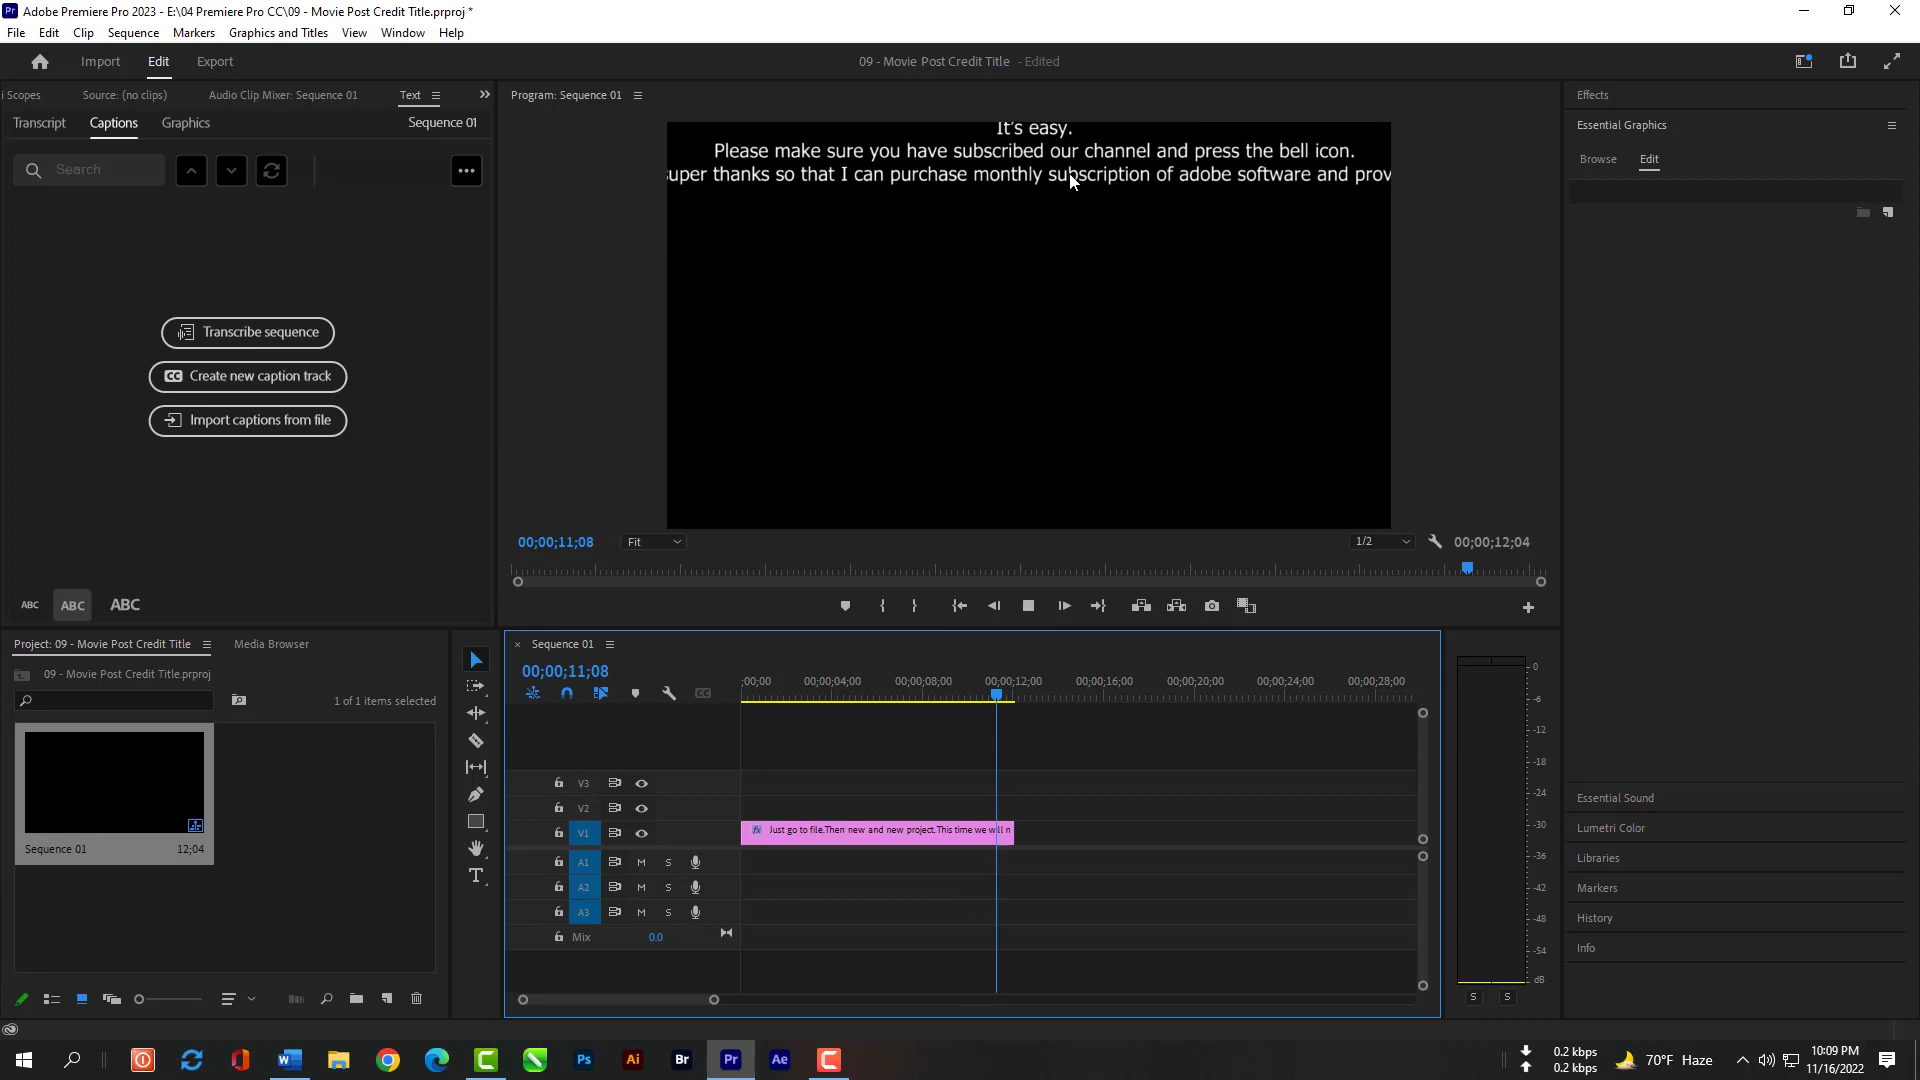 Adobe Premiere Pro 2023 - E:\04 Premiere Pro CC\09 - Movie Post Credit Title.prproj *
File Edit Clip Sequence Markers Graphics and Titles View Window Help
Import Edit Export
09 - Movie Post Credit Title - Edited
i Scopes Source: (no clips) Audio Clip Mixer: Sequence 01 Text
Transcript Captions Graphics Sequence 01
Search
Transcribe sequence
CC Create new caption track
Import captions from file
ABC ABC ABC
Program: Sequence 01
It's easy.
Please make sure you have subscribed our channel and press the bell icon.
super thanks so that I can purchase monthly subscription of adobe software and prov
00;00;11;08 Fit 1/2 00;00;12;04
Effects
Essential Graphics
Browse Edit
Essential Sound
Lumetri Color
Libraries
Markers
History
Info
Project: 09 - Movie Post Credit Title Media Browser
09 - Movie Post Credit Title.prproj
1 of 1 items selected
Sequence 01 12;04
× Sequence 01
00;00;11;08
;00;00 00;00;04;00 00;00;08;00 00;00;12;00 00;00;16;00 00;00;20;00 00;00;24;00 00;00;28;00
V3
V2
V1 fx Just go to file.Then new and new project.This time we will n
A1 M S
A2 M S
A3 M S
Mix 0.0
0
-6
-12
-18
-24
-30
-36
-42
-48
-54
dB
S S
Ps Ai Br Pr Ae
0.2 kbps
0.2 kbps
70°F Haze
10:09 PM
11/16/2022